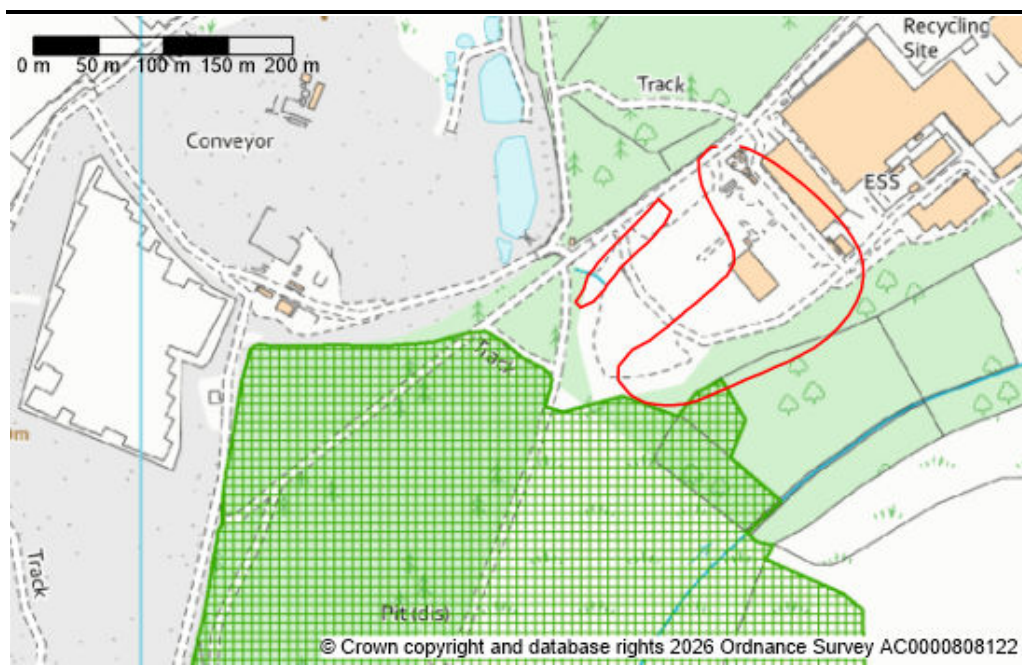 Recycling
Site
0 m 50 m 100 m 150 m 200 m
Track
Conveyor
ESS
Track
Track
Pit (dis)
© Crown copyright and database rights 2026 Ordnance Survey AC0000808122